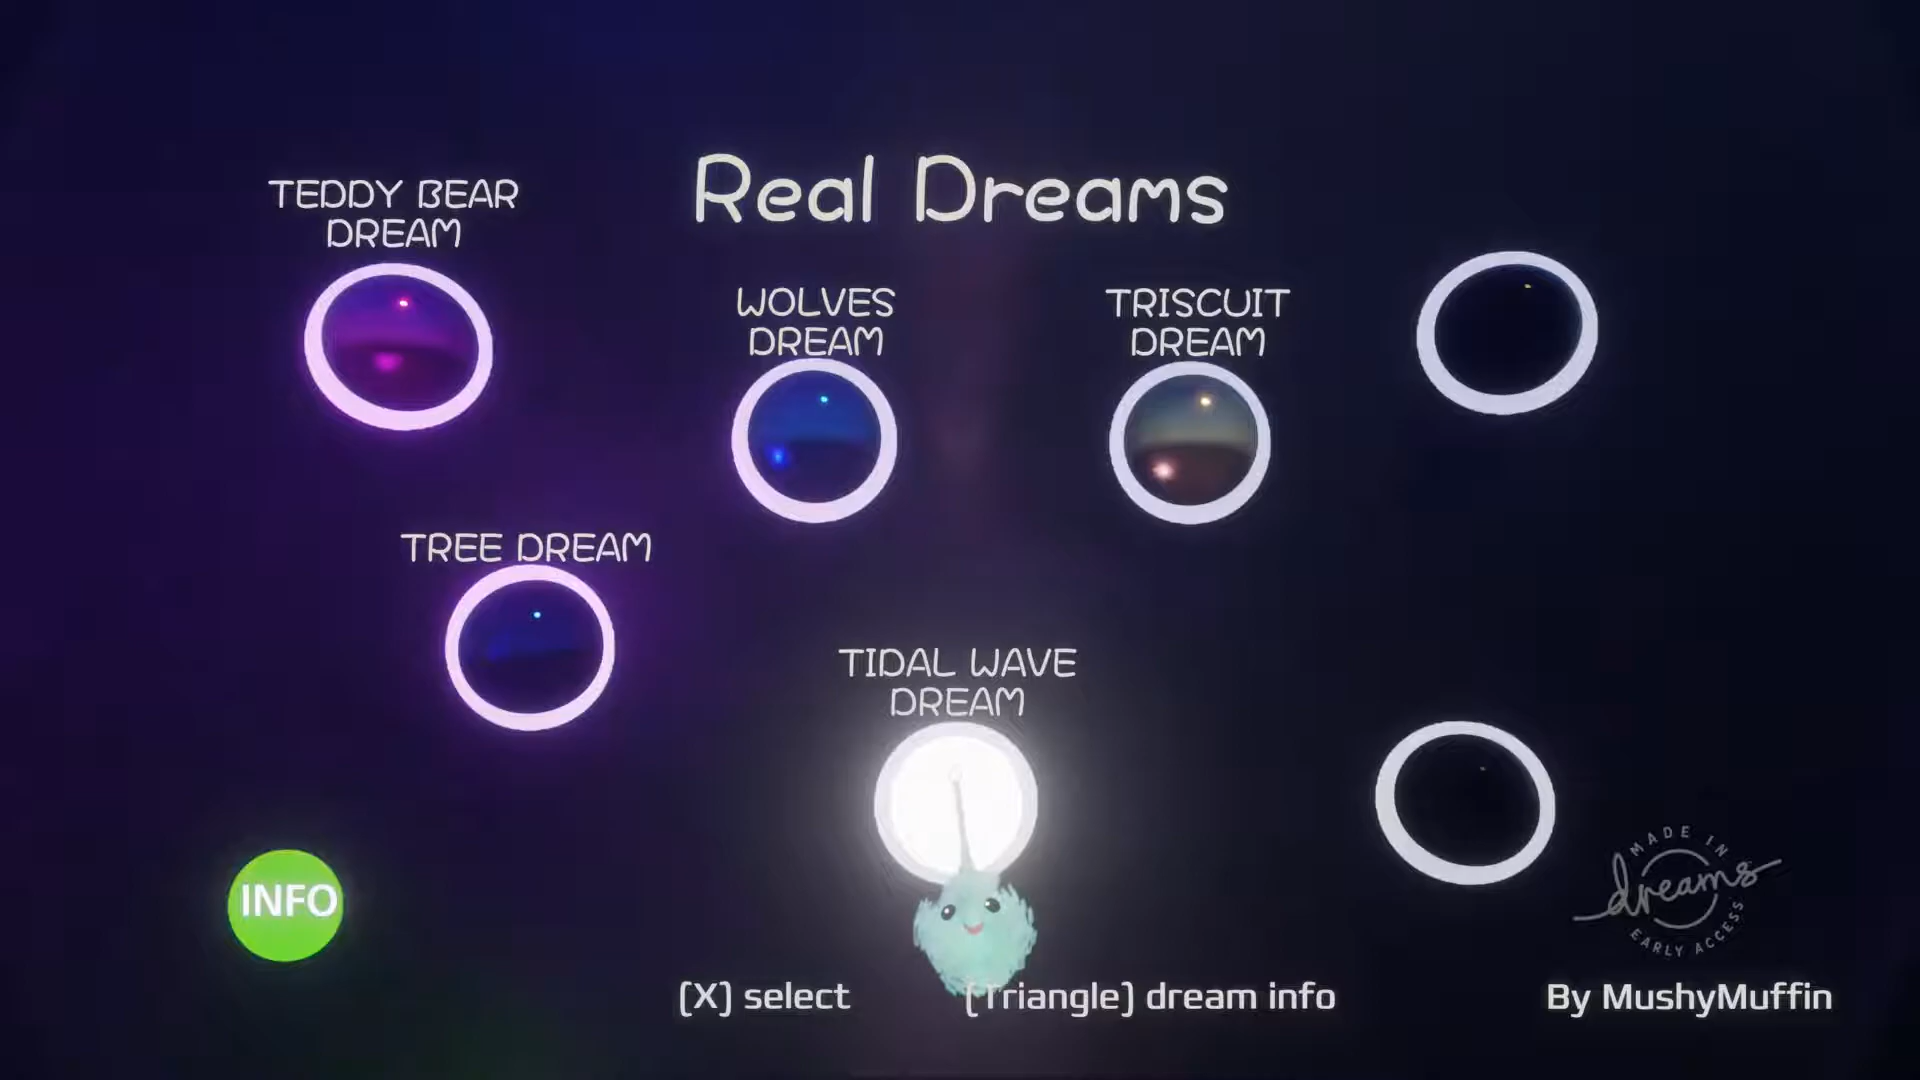 Real Dreams
TEDDY BEAR
DREAM
WOLVES
DREAM
TRISCUIT
DREAM
TREE DREAM
TIDAL WAVE
DREAM
INFO
MADE IN
dreams
EARLY ACCESS
[X] select
[Triangle] dream info
By MushyMuffin